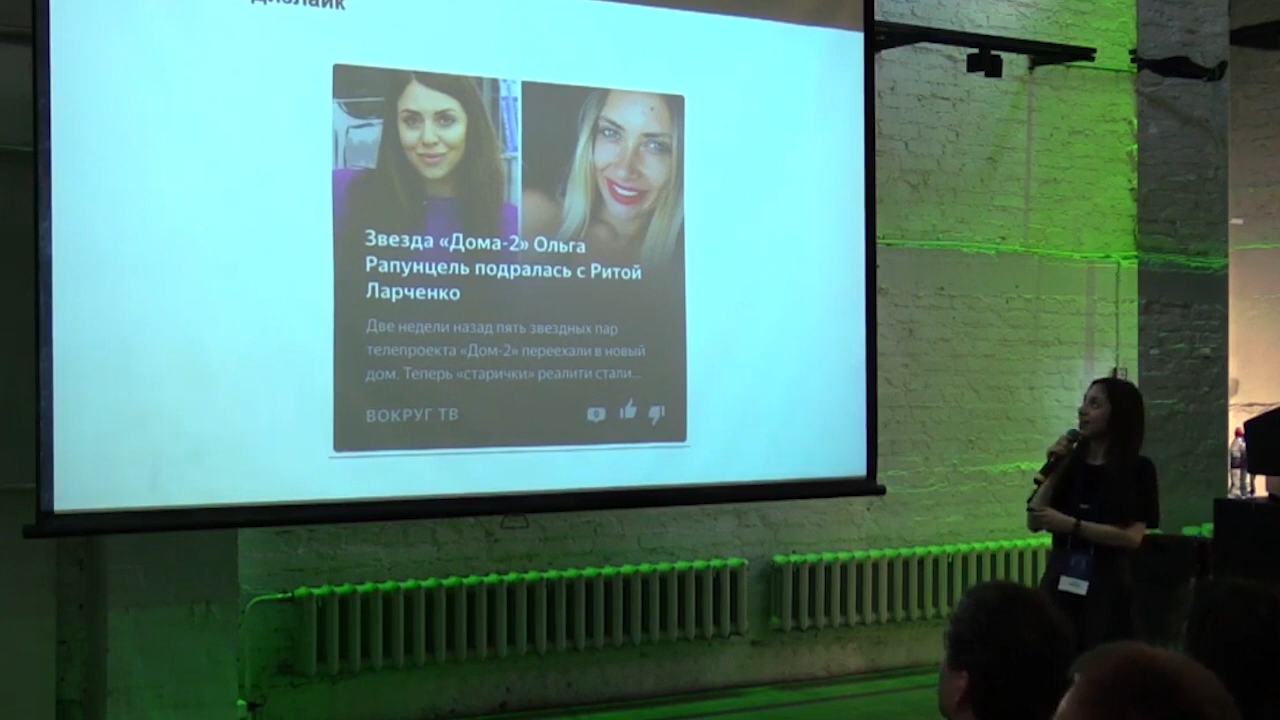 дизлайк
Звезда «Дома-2» Ольга
Рапунцель подралась с Ритой
Ларченко
Две недели назад пять звездных пар
телепроекта «Дом-2» переехали в новый
дом. Теперь «старички» реалити стали...
ВОКРУГ ТВ